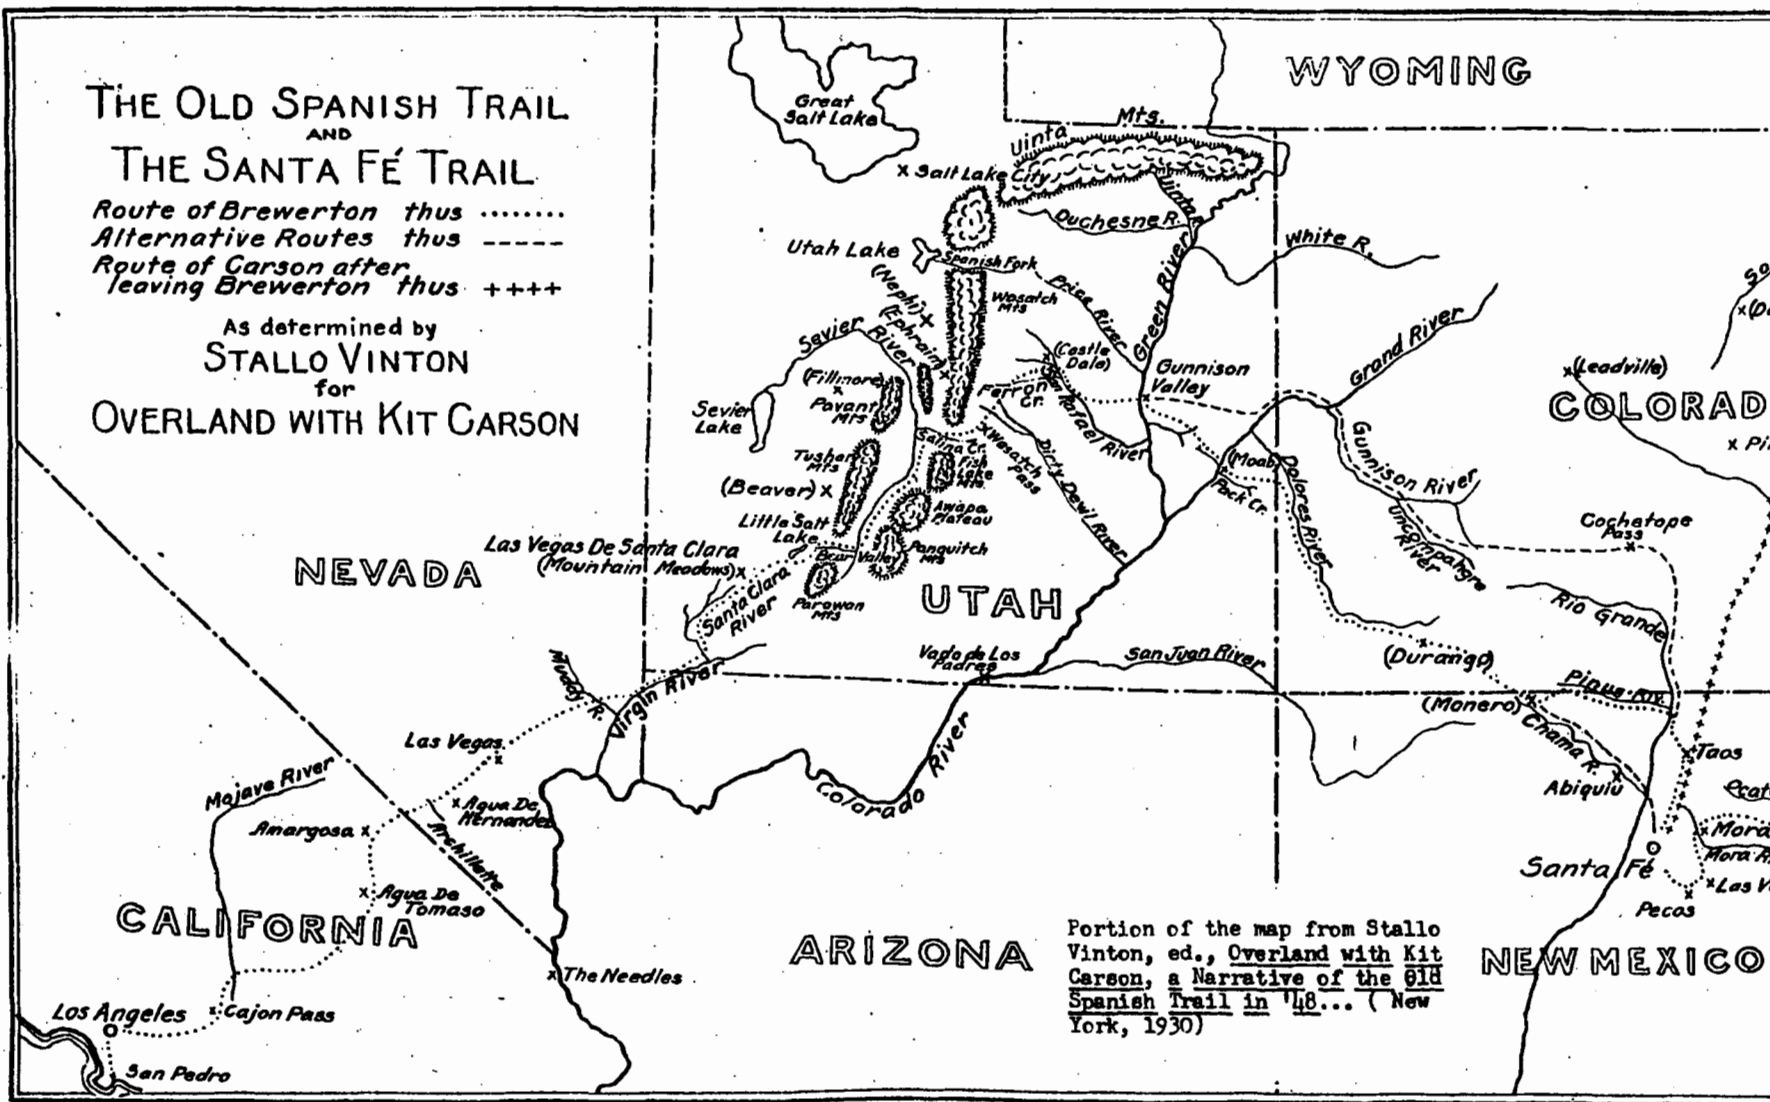 THE OLD SPANISH TRAIL
AND
THE SANTA FÉ TRAIL
Route of Brewerton thus ........
Alternative Routes thus -----
Route of Carson after
leaving Brewerton thus ++++
As determined by
STALLO VINTON
for
OVERLAND WITH KIT CARSON
WYOMING
Great
Salt Lake
Uinta Mts.
Salt Lake City
Uinta R.
Duchesne R.
White R.
Utah Lake
Spanish Fork
(Nephi)
(Ephraim)
Wasatch
Mts
Price River
Green River
Sevier River
(Castle
Dale)
Gunnison
Valley
Grand River
(Leadville)
COLORAD
(Fillmore)
Pavant
Mts
Sevier
Lake
Ferron
Cr.
San Rafael River
Gunnison River
Salina Cr.
Wasatch
Pass
Tushar
Mts
Fish
Lake
Mts.
Dirty Devil River
(Moab)
Pack Cr.
Dolores River
(Beaver)
Awapa
Plateau
Uncompahgre
River
Cochetope
Pass
Little Salt
Lake
Bear Valley
Panguitch
Mts
Las Vegas De Santa Clara
(Mountain Meadows)
NEVADA
Santa Clara
River
Parowan
Mts
UTAH
Rio Grande
Vado de Los
Padres
San Juan River
(Durango)
Muddy R.
Virgin River
(Monero)
Pinus Riv.
Chama R.
Las Vegas
Taos
Colorado River
Mojave River
Abiquiu
Agua De
Hernandez
Amargosa
Archillette
Mora
Mora R
Santa Fé
Agua De
Tomaso
Las V
Pecos
CALIFORNIA
ARIZONA
NEW MEXICO
The Needles
Los Angeles
Cajon Pass
San Pedro
Portion of the map from Stallo
Vinton, ed., Overland with Kit
Carson, a Narrative of the Old
Spanish Trail in '48... ( New
York, 1930)